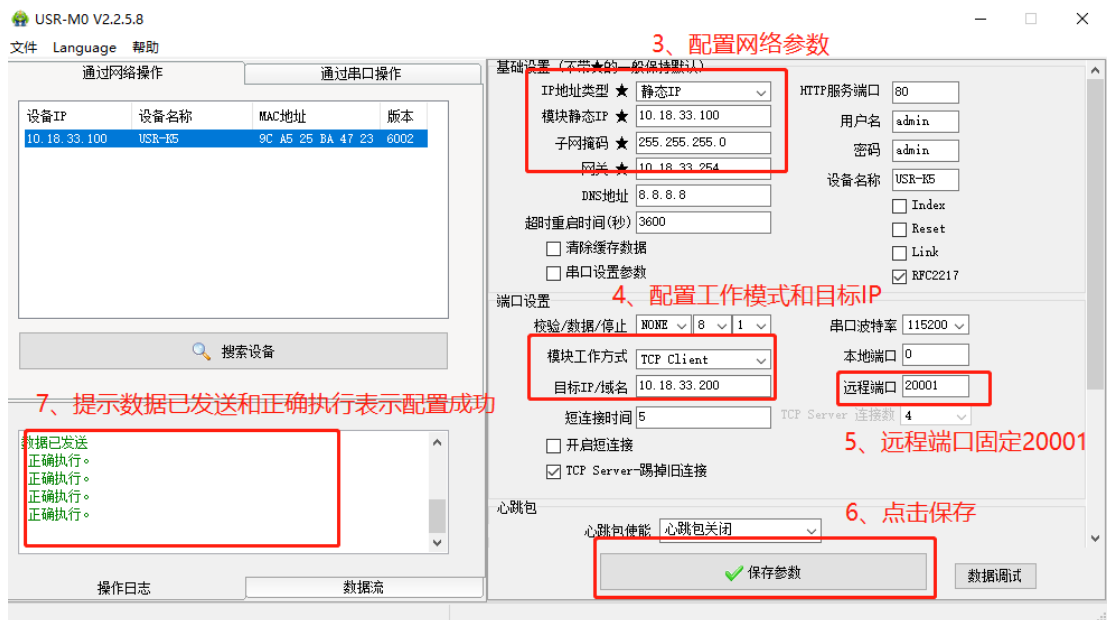 USR-M0 V2.2.5.8
文件 Language 帮助
通过网络操作 通过串口操作
设备IP 设备名称 MAC地址 版本
10.18.33.100 USR-K5 9C A5 25 BA 47 23 6002
搜索设备
7、提示数据已发送和正确执行表示配置成功
数据已发送
正确执行。
正确执行。
正确执行。
正确执行。
操作日志 数据流
3、配置网络参数
基础设置 (不带★的一般保持默认)
IP地址类型 ★ 静态IP
模块静态IP ★ 10.18.33.100
子网掩码 ★ 255.255.255.0
网关 ★ 10.18.33.254
DNS地址 8.8.8.8
超时重启时间(秒) 3600
清除缓存数据
串口设置参数
HTTP服务端口 80
用户名 admin
密码 admin
设备名称 USR-K5
Index
Reset
Link
RFC2217
4、配置工作模式和目标IP
端口设置
校验/数据/停止 NONE 8 1
模块工作方式 TCP Client
目标IP/域名 10.18.33.200
短连接时间 5
开启短连接
TCP Server-踢掉旧连接
串口波特率 115200
本地端口 0
远程端口 20001
TCP Server 连接数 4
5、远程端口固定20001
心跳包
心跳包使能 心跳包关闭
6、点击保存
保存参数
数据调试